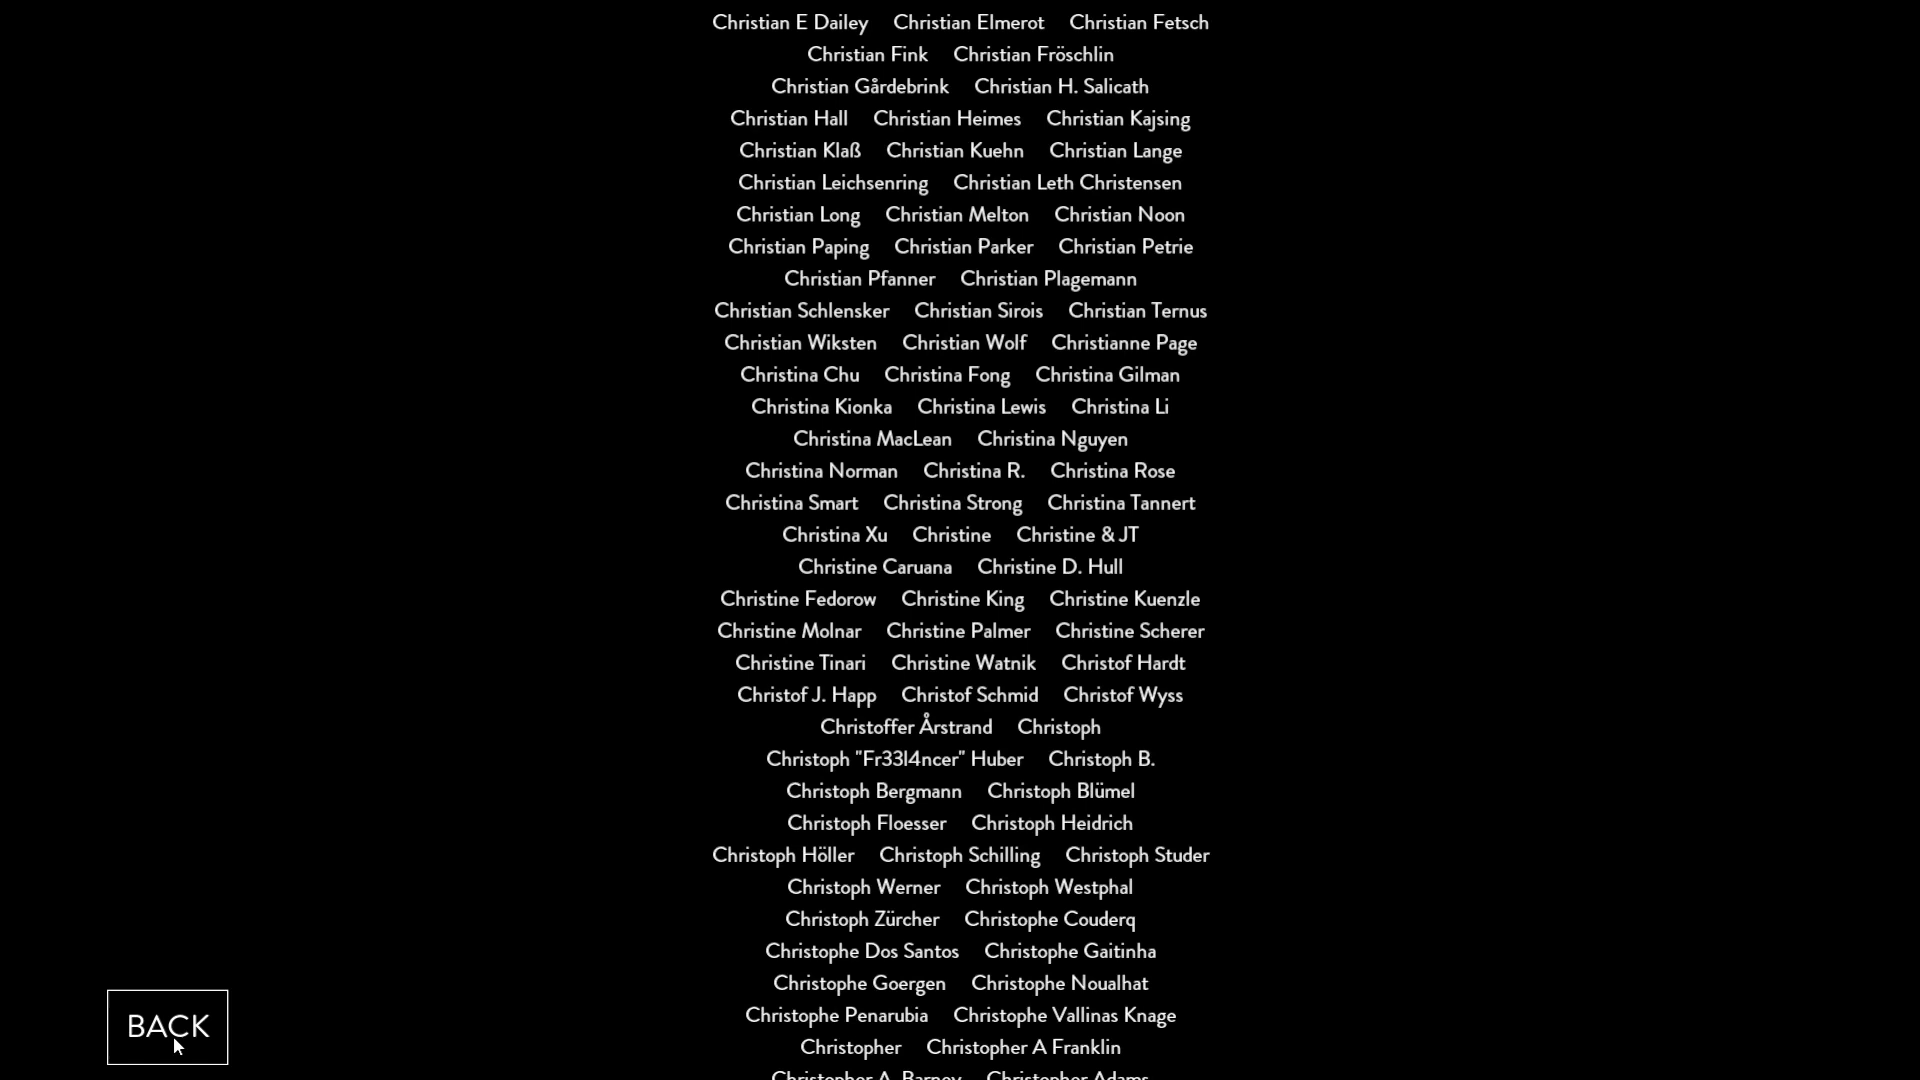 Christian E Dailey Christian Elmerot Christian Fetsch
Christian Fink Christian Fröschlin
Christian Gårdebrink Christian H. Salicath
Christian Hall Christian Heimes Christian Kajsing
Christian Klaß Christian Kuehn Christian Lange
Christian Leichsenring Christian Leth Christensen
Christian Long Christian Melton Christian Noon
Christian Paping Christian Parker Christian Petrie
Christian Pfanner Christian Plagemann
Christian Schlensker Christian Sirois Christian Ternus
Christian Wiksten Christian Wolf Christianne Page
Christina Chu Christina Fong Christina Gilman
Christina Kionka Christina Lewis Christina Li
Christina MacLean Christina Nguyen
Christina Norman Christina R. Christina Rose
Christina Smart Christina Strong Christina Tannert
Christina Xu Christine Christine & JT
Christine Caruana Christine D. Hull
Christine Fedorow Christine King Christine Kuenzle
Christine Molnar Christine Palmer Christine Scherer
Christine Tinari Christine Watnik Christof Hardt
Christof J. Happ Christof Schmid Christof Wyss
Christoffer Årstrand Christoph
Christoph "Fr33l4ncer" Huber Christoph B.
Christoph Bergmann Christoph Blümel
Christoph Floesser Christoph Heidrich
Christoph Höller Christoph Schilling Christoph Studer
Christoph Werner Christoph Westphal
Christoph Zürcher Christophe Couderq
Christophe Dos Santos Christophe Gaitinha
Christophe Goergen Christophe Noualhat
Christophe Penarubia Christophe Vallinas Knage
Christopher Christopher A Franklin
Christopher A. Barney Christopher Adams
BACK